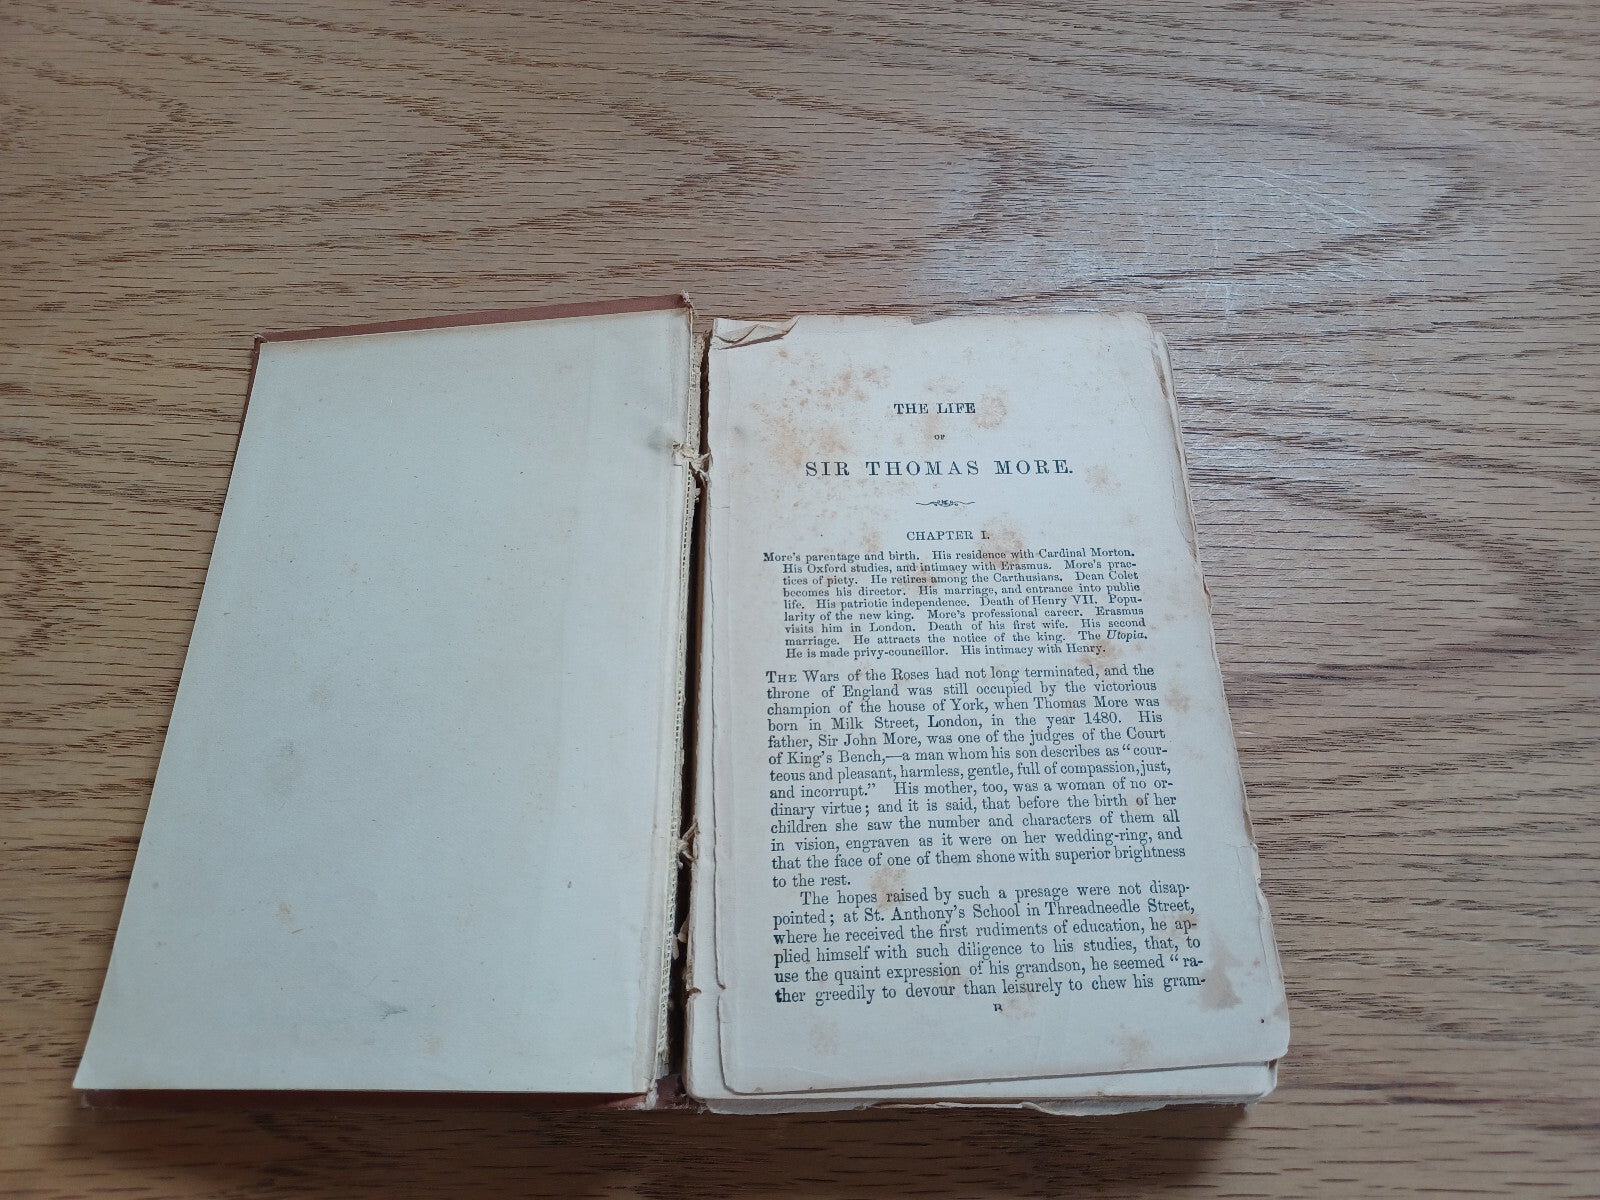 THE LIFE
OF
SIR THOMAS MORE.
CHAPTER I.
More's parentage and birth. His residence with Cardinal Morton.
His Oxford studies, and intimacy with Erasmus. More's prac-
tices of piety. He retires among the Carthusians. Dean Colet
becomes his director. His marriage, and entrance into public
life. His patriotic independence. Death of Henry VII. Popu-
larity of the new king. More's professional career. Erasmus
visits him in London. Death of his first wife. His second
marriage. He attracts the notice of the king. The Utopia.
He is made privy-councillor. His intimacy with Henry.
THE Wars of the Roses had not long terminated, and the
throne of England was still occupied by the victorious
champion of the house of York, when Thomas More was
born in Milk Street, London, in the year 1480. His
father, Sir John More, was one of the judges of the Court
of King's Bench,—a man whom his son describes as "cour-
teous and pleasant, harmless, gentle, full of compassion, just,
and incorrupt." His mother, too, was a woman of no or-
dinary virtue; and it is said, that before the birth of her
children she saw the number and characters of them all
in vision, engraven as it were on her wedding-ring, and
that the face of one of them shone with superior brightness
to the rest.
The hopes raised by such a presage were not disap-
pointed; at St. Anthony's School in Threadneedle Street,
where he received the first rudiments of education, he ap-
plied himself with such diligence to his studies, that, to
use the quaint expression of his grandson, he seemed "ra-
ther greedily to devour than leisurely to chew his gram-
B